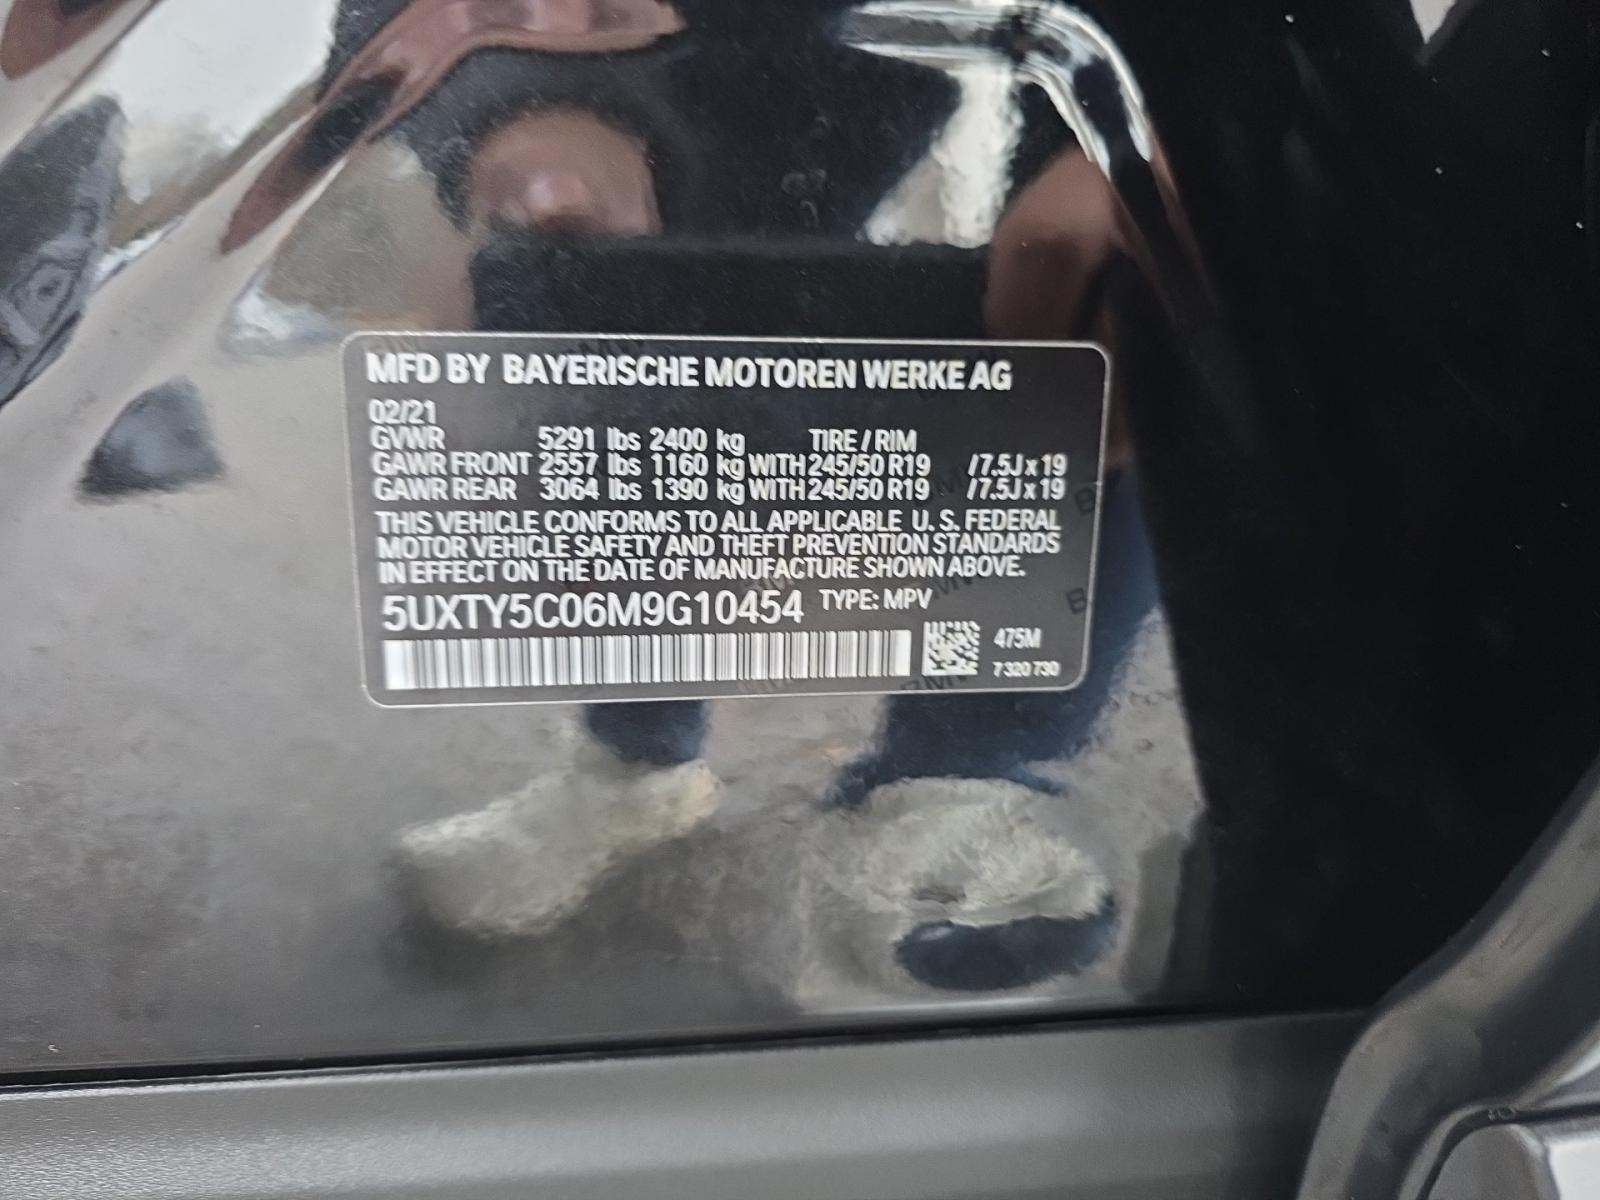 MFD BY BAYERISCHE MOTOREN WERKE AG
02/21
GVWR 5291 lbs 2400 kg TIRE / RIM
GAWR FRONT 2557 lbs 1160 kg WITH 245/50 R19 /7.5J x 19
GAWR REAR 3064 lbs 1390 kg WITH 245/50 R19 /7.5J x 19
THIS VEHICLE CONFORMS TO ALL APPLICABLE U. S. FEDERAL
MOTOR VEHICLE SAFETY AND THEFT PREVENTION STANDARDS
IN EFFECT ON THE DATE OF MANUFACTURE SHOWN ABOVE.
5UXTY5C06M9G10454 TYPE: MPV
475M
7 320 730